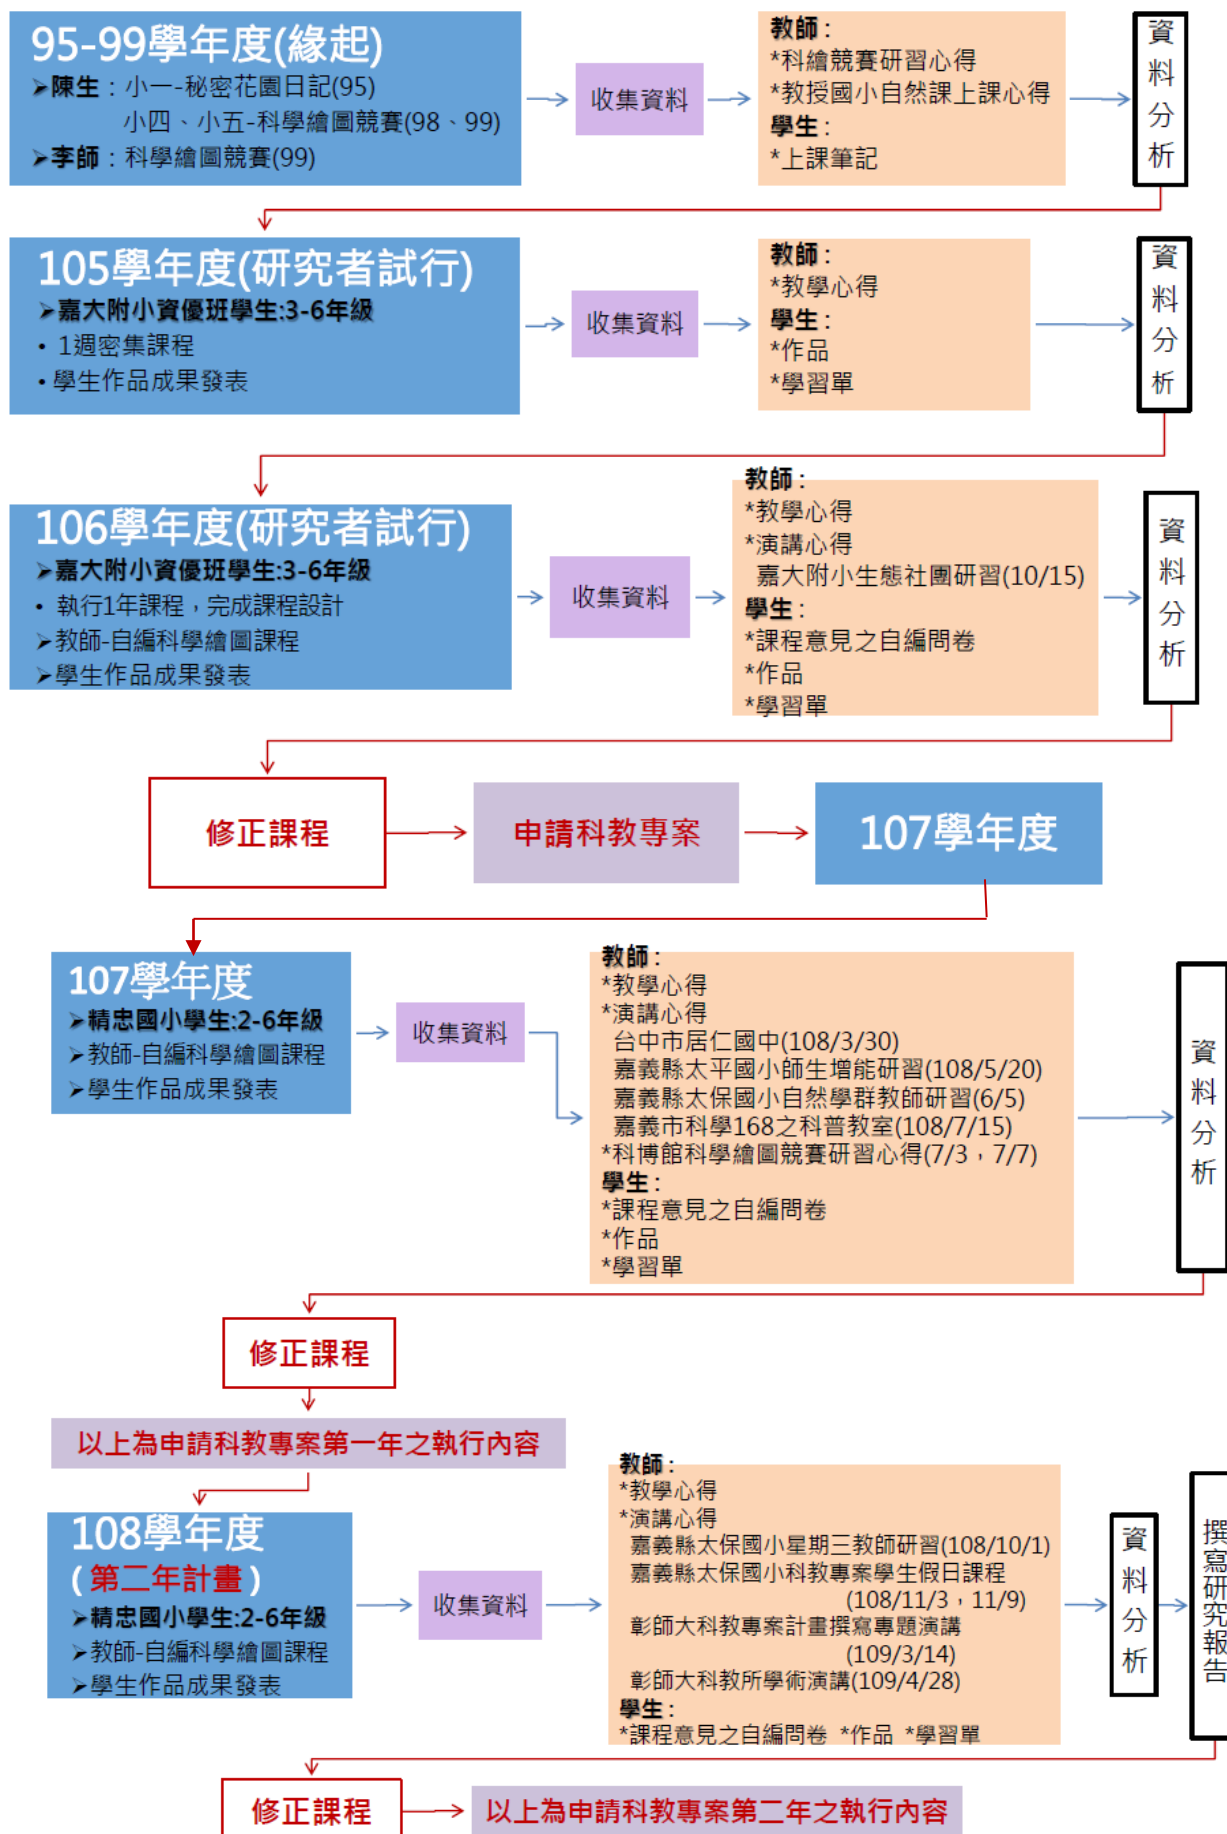 95-99學年度(緣起)
➤陳生：小一-秘密花園日記(95)
小四、小五-科學繪圖競賽(98、99)
➤李師：科學繪圖競賽(99)
收集資料
教師：
*科繪競賽研習心得
*教授國小自然課上課心得
學生：
*上課筆記
資料分析
105學年度(研究者試行)
➤嘉大附小資優班學生:3-6年級
• 1週密集課程
• 學生作品成果發表
收集資料
教師：
*教學心得
學生：
*作品
*學習單
資料分析
106學年度(研究者試行)
➤嘉大附小資優班學生:3-6年級
• 執行1年課程，完成課程設計
➤教師-自編科學繪圖課程
➤學生作品成果發表
收集資料
教師：
*教學心得
*演講心得
嘉大附小生態社團研習(10/15)
學生：
*課程意見之自編問卷
*作品
*學習單
資料分析
修正課程
申請科教專案
107學年度
107學年度
➤精忠國小學生:2-6年級
➤教師-自編科學繪圖課程
➤學生作品成果發表
收集資料
教師：
*教學心得
*演講心得
台中市居仁國中(108/3/30)
嘉義縣太平國小師生增能研習(108/5/20)
嘉義縣太保國小自然學群教師研習(6/5)
嘉義市科學168之科普教室(108/7/15)
*科博館科學繪圖競賽研習心得(7/3，7/7)
學生：
*課程意見之自編問卷
*作品
*學習單
資料分析
修正課程
以上為申請科教專案第一年之執行內容
108學年度
(第二年計畫)
➤精忠國小學生:2-6年級
➤教師-自編科學繪圖課程
➤學生作品成果發表
收集資料
教師：
*教學心得
*演講心得
嘉義縣太保國小星期三教師研習(108/10/1)
嘉義縣太保國小科教專案學生假日課程
(108/11/3，11/9)
彰師大科教專案計畫撰寫專題演講
(109/3/14)
彰師大科教所學術演講(109/4/28)
學生：
*課程意見之自編問卷 *作品 *學習單
資料分析
撰寫研究報告
修正課程
以上為申請科教專案第二年之執行內容